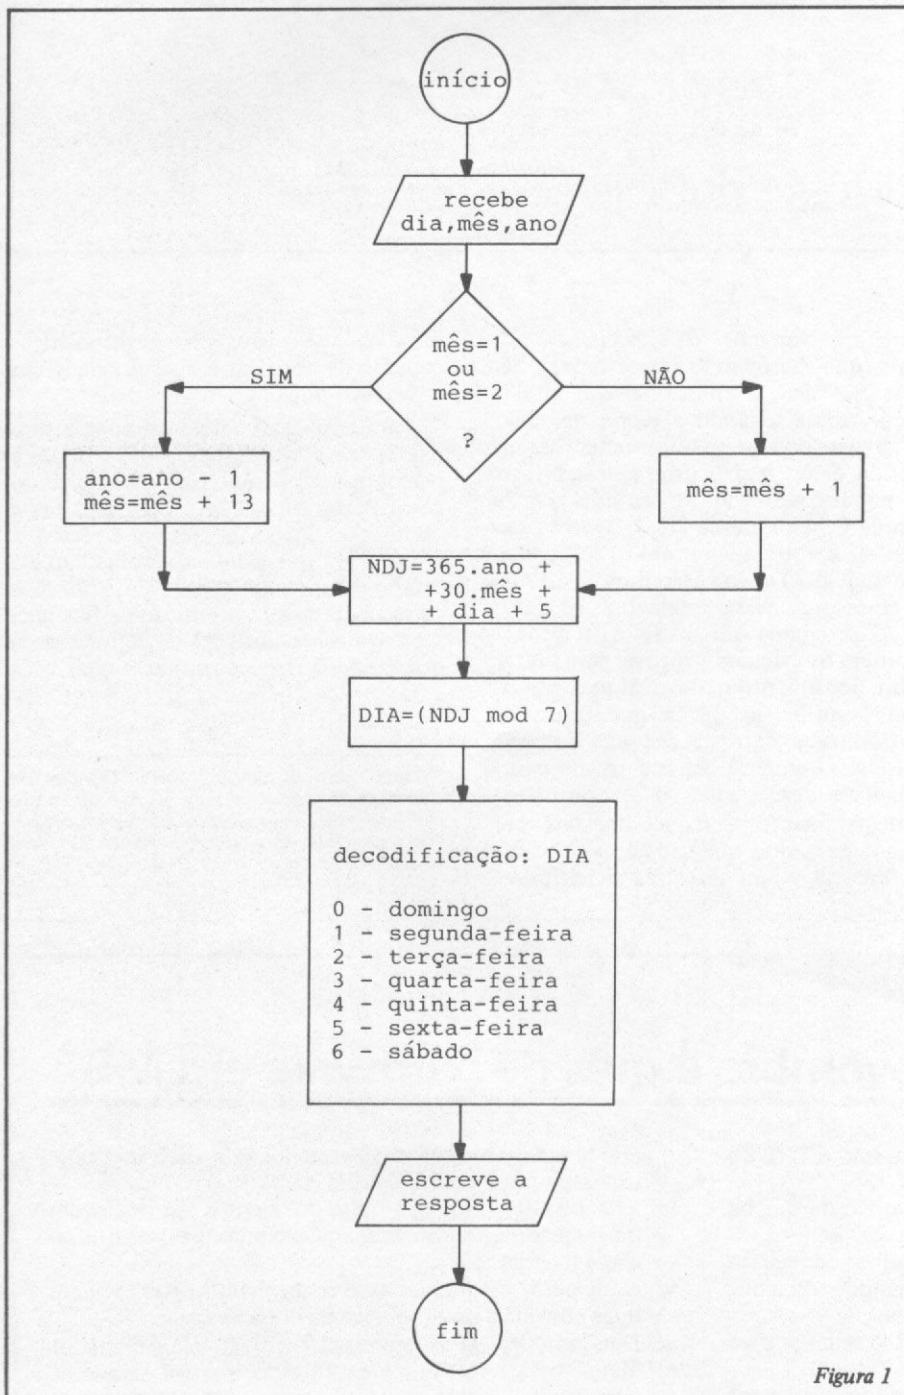 início
recebe
dia,mês,ano
mês=1
ou
mês=2
?
SIM
NÃO
ano=ano - 1
mês=mês + 13
mês=mês + 1
NDJ=365.ano +
+30.mês +
+ dia + 5
DIA=(NDJ mod 7)
decodificação: DIA
0 - domingo
1 - segunda-feira
2 - terça-feira
3 - quarta-feira
4 - quinta-feira
5 - sexta-feira
6 - sábado
escreve a
resposta
fim
Figura 1